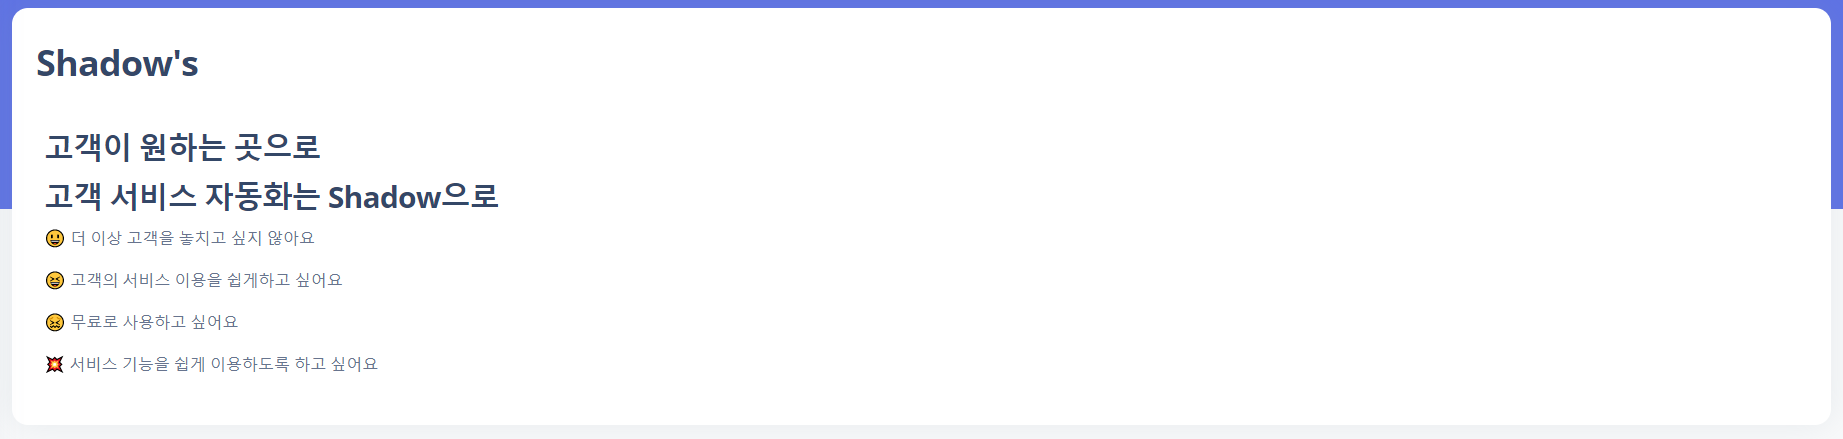 Shadow's
고객이 원하는 곳으로
고객 서비스 자동화는 Shadow으로
😃 더 이상 고객을 놓치고 싶지 않아요
😆 고객의 서비스 이용을 쉽게하고 싶어요
😖 무료로 사용하고 싶어요
💥 서비스 기능을 쉽게 이용하도록 하고 싶어요